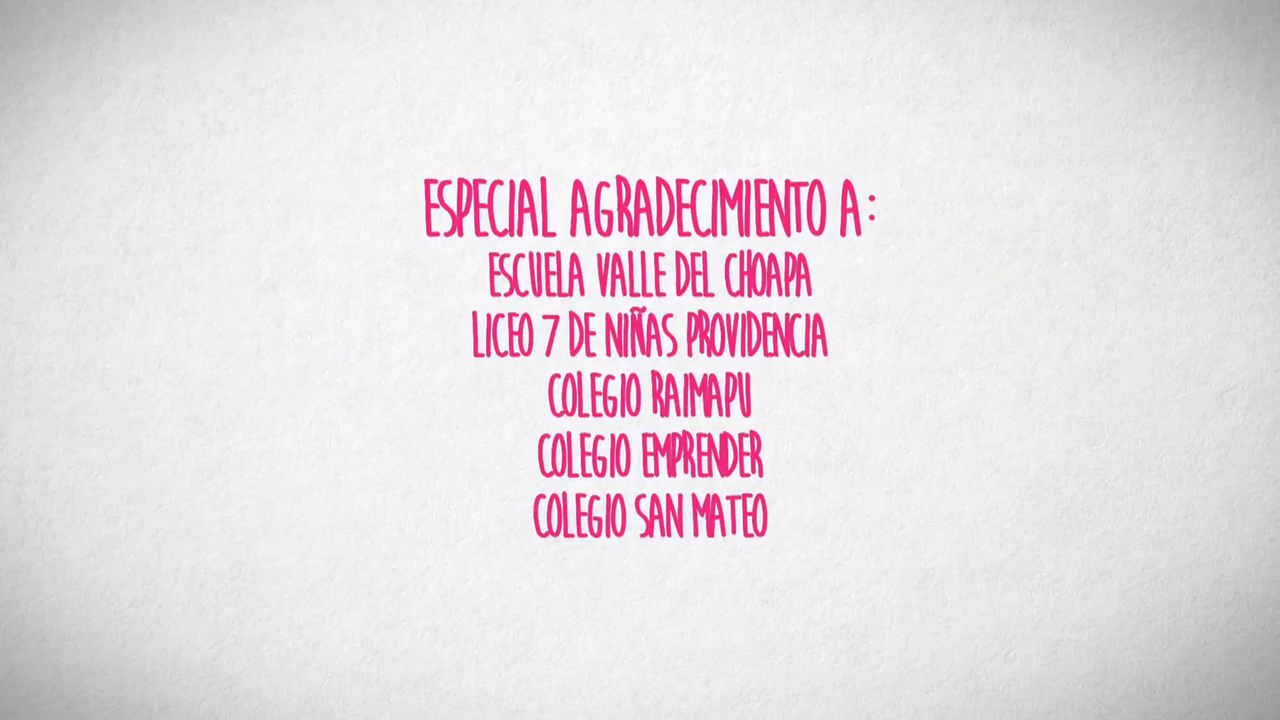 ESPECIAL AGRADECIMIENTO A:
ESCUELA VALLE DEL CHOAPA
LICEO 7 DE NIÑAS PROVIDENCIA
COLEGIO RAIMAPU
COLEGIO EMPRENDER
COLEGIO SAN MATEO